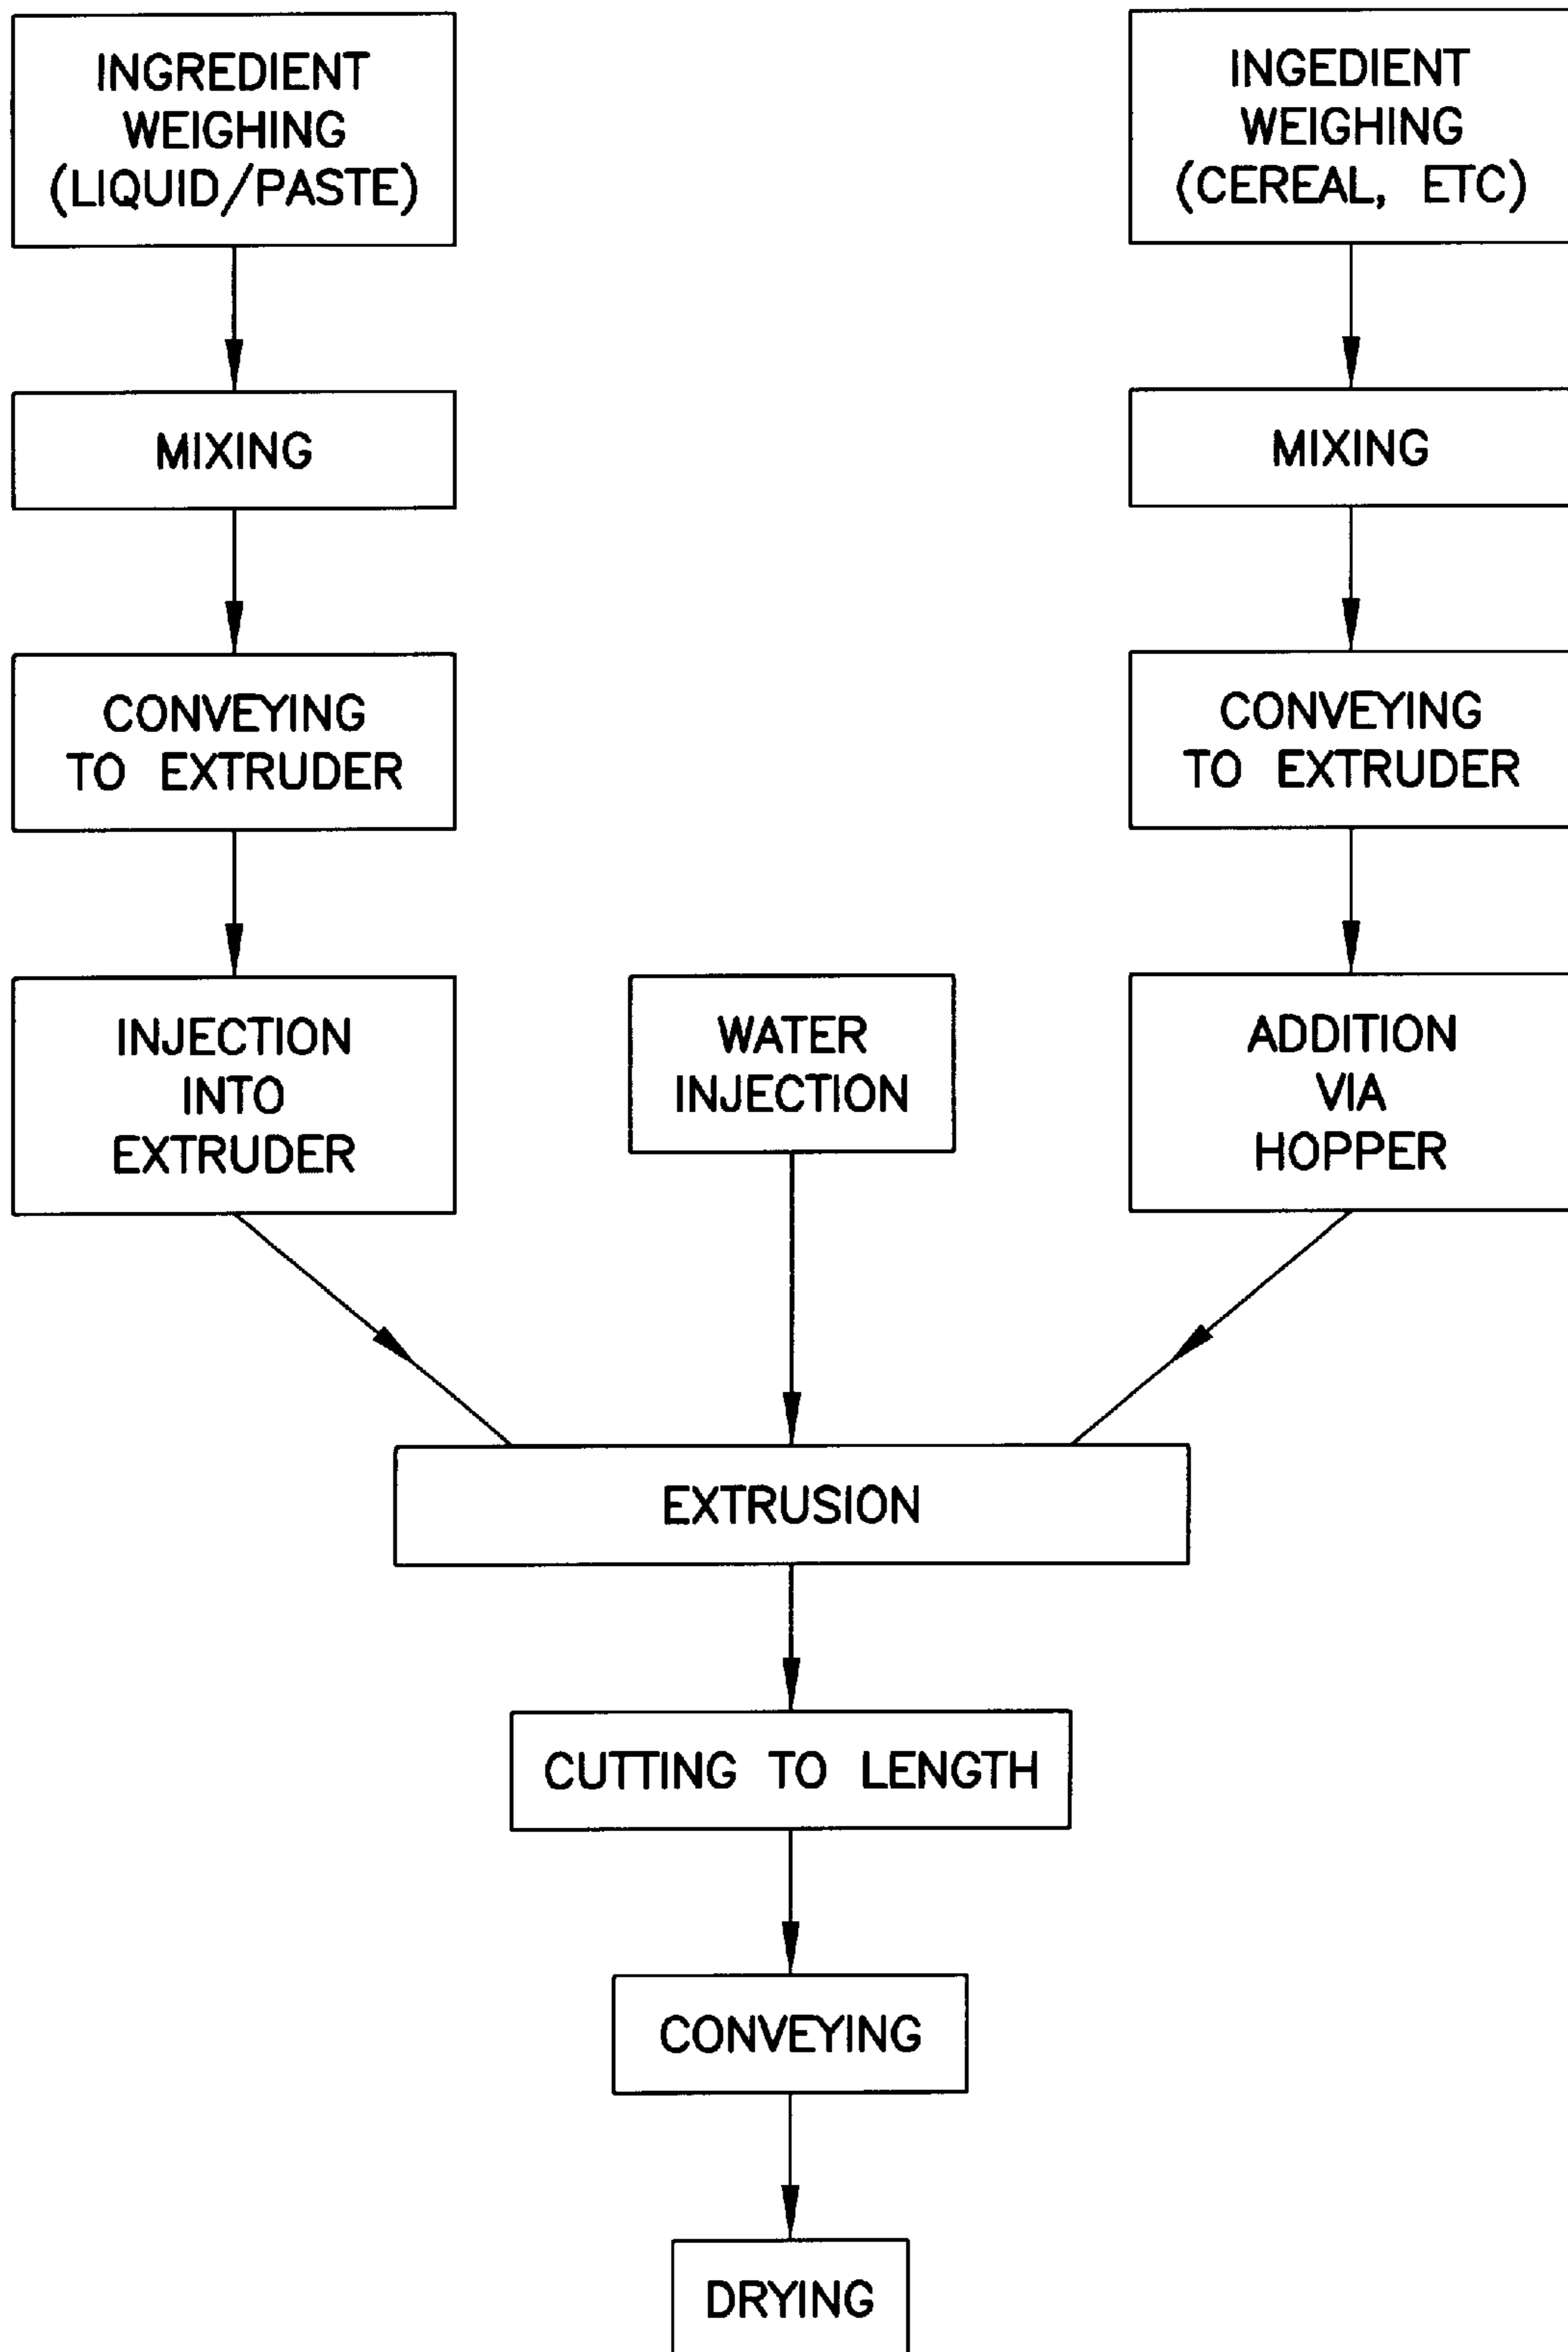 INGREDIENT
WEIGHING
(LIQUID/PASTE)
INGEDIENT
WEIGHING
(CEREAL, ETC)
MIXING
MIXING
CONVEYING
TO EXTRUDER
CONVEYING
TO EXTRUDER
INJECTION
INTO
EXTRUDER
WATER
INJECTION
ADDITION
VIA
HOPPER
EXTRUSION
CUTTING TO LENGTH
CONVEYING
DRYING